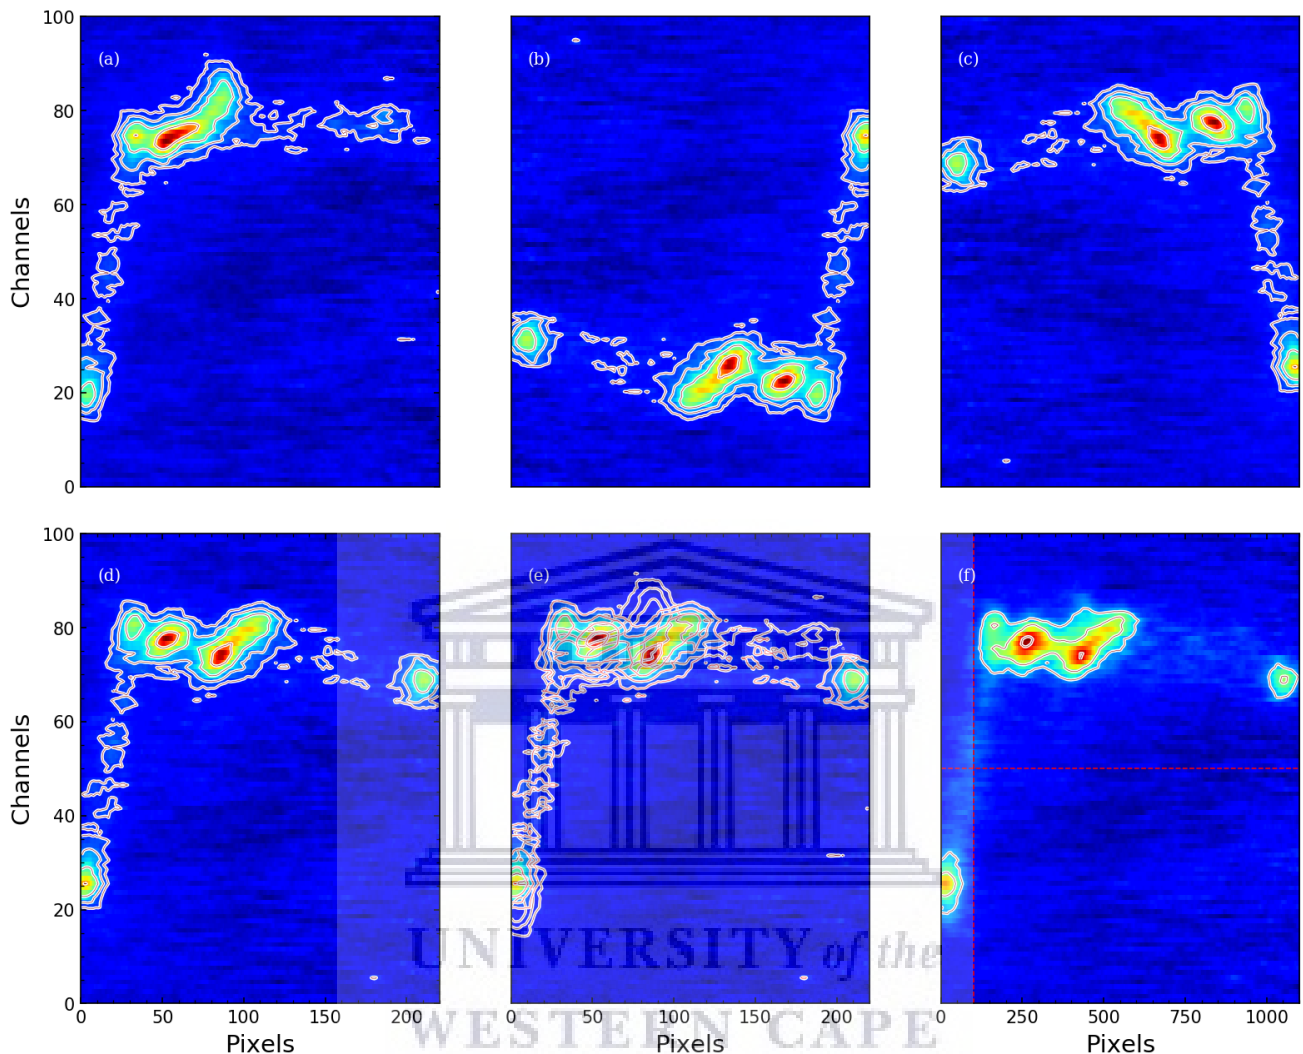 100
(a)
(b)
(c)
80
60
Channels
40
20
0
100
(d)
(e)
(f)
80
60
Channels
40
20
0
0 50 100 150 200 0 50 100 150 200 0 250 500 750 1000
Pixels Pixels Pixels
UNIVERSITY of the
WESTERN CAPE